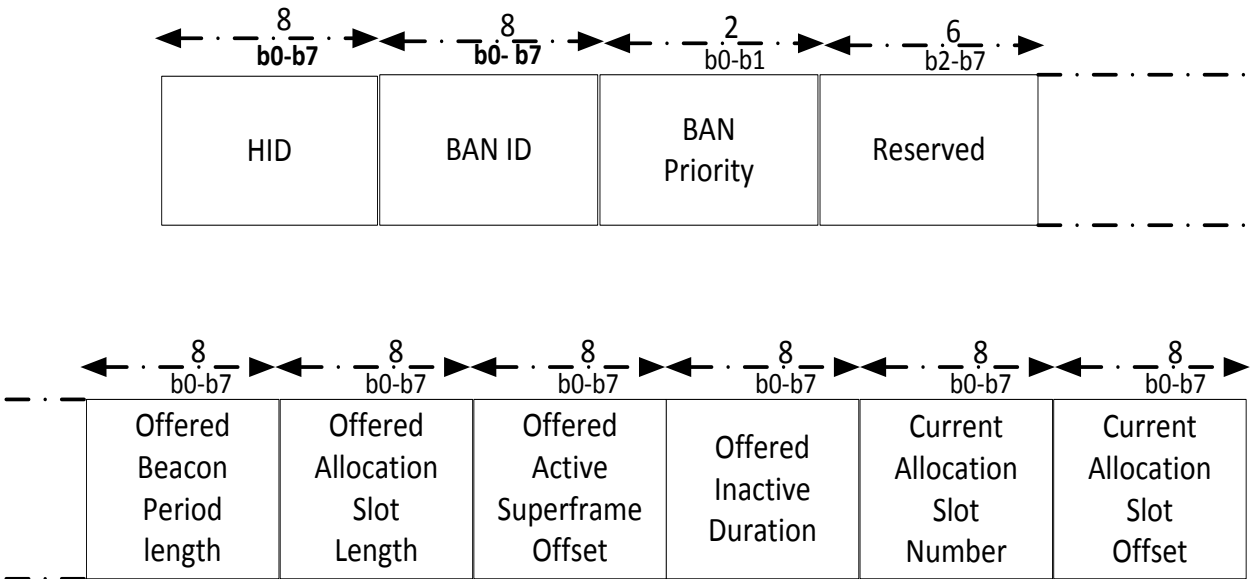 8 8 2 6
b0-b7 b0- b7 b0-b1 b2-b7
HID
BAN ID
BAN
Priority
Reserved
8 8 8 8 8 8
b0-b7 b0-b7 b0-b7 b0-b7 b0-b7 b0-b7
Offered
Beacon
Period
length
Offered
Allocation
Slot
Length
Offered
Active
Superframe
Offset
Offered
Inactive
Duration
Current
Allocation
Slot
Number
Current
Allocation
Slot
Offset